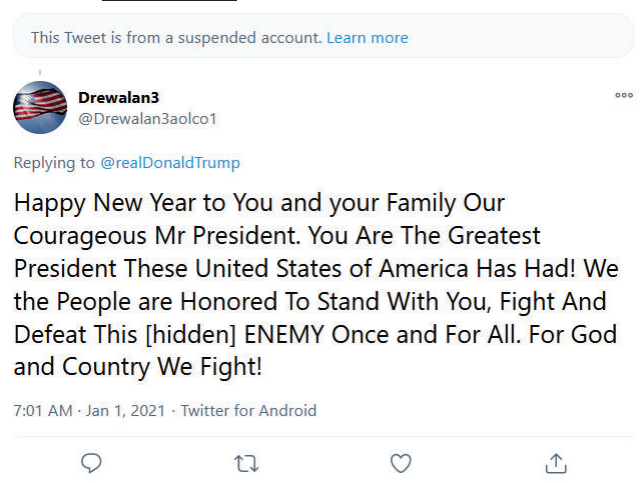 This Tweet is from a suspended account. Learn more
Drewalan3
@Drewalan3aolco1
Replying to @realDonaldTrump
Happy New Year to You and your Family Our
Courageous Mr President. You Are The Greatest
President These United States of America Has Had! We
the People are Honored To Stand With You, Fight And
Defeat This [hidden] ENEMY Once and For All. For God
and Country We Fight!
7:01 AM · Jan 1, 2021 · Twitter for Android